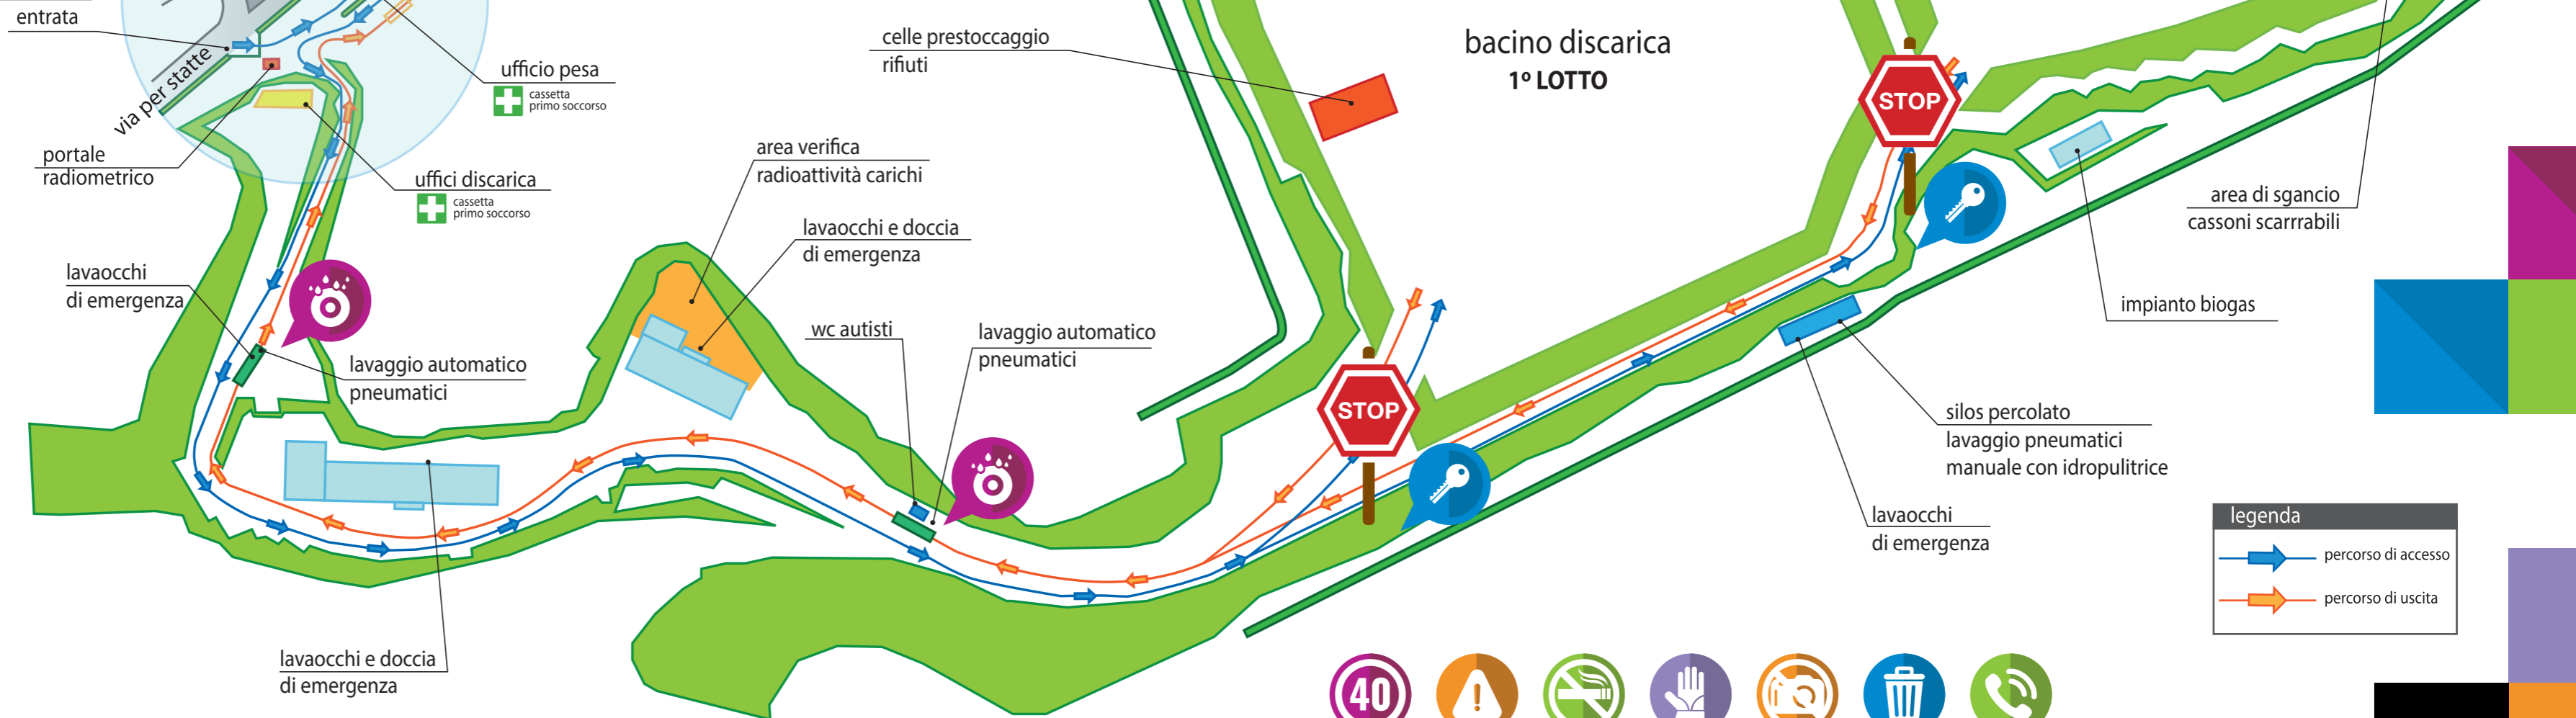 entrata
via per statte
ufficio pesa
cassetta
primo soccorso
portale
radiometrico
uffici discarica
cassetta
primo soccorso
celle prestoccaggio
rifiuti
bacino discarica
1º LOTTO
STOP
area verifica
radioattività carichi
lavaocchi e doccia
di emergenza
area di sgancio
cassoni scarrrabili
lavaocchi
di emergenza
impianto biogas
wc autisti
lavaggio automatico
pneumatici
lavaggio automatico
pneumatici
STOP
silos percolato
lavaggio pneumatici
manuale con idropulitrice
lavaocchi
di emergenza
legenda
percorso di accesso
percorso di uscita
lavaocchi e doccia
di emergenza
40